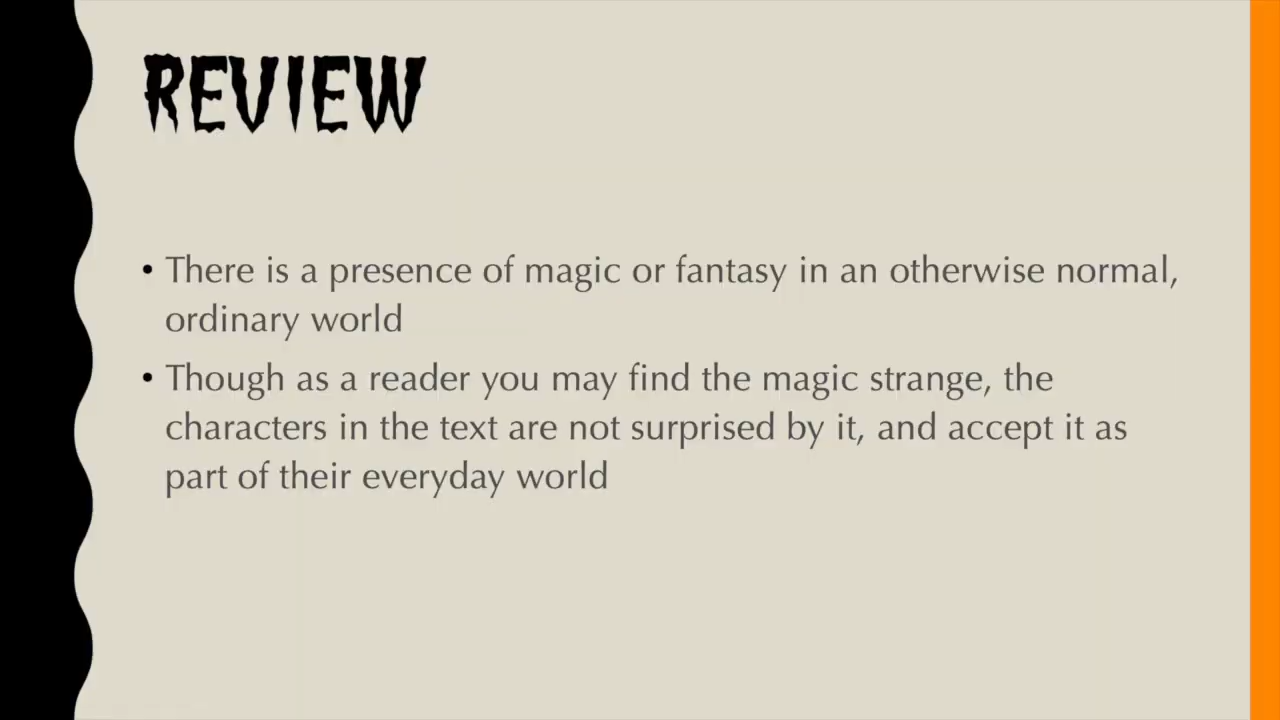 REVIEW
• There is a presence of magic or fantasy in an otherwise normal,
ordinary world
• Though as a reader you may find the magic strange, the
characters in the text are not surprised by it, and accept it as
part of their everyday world